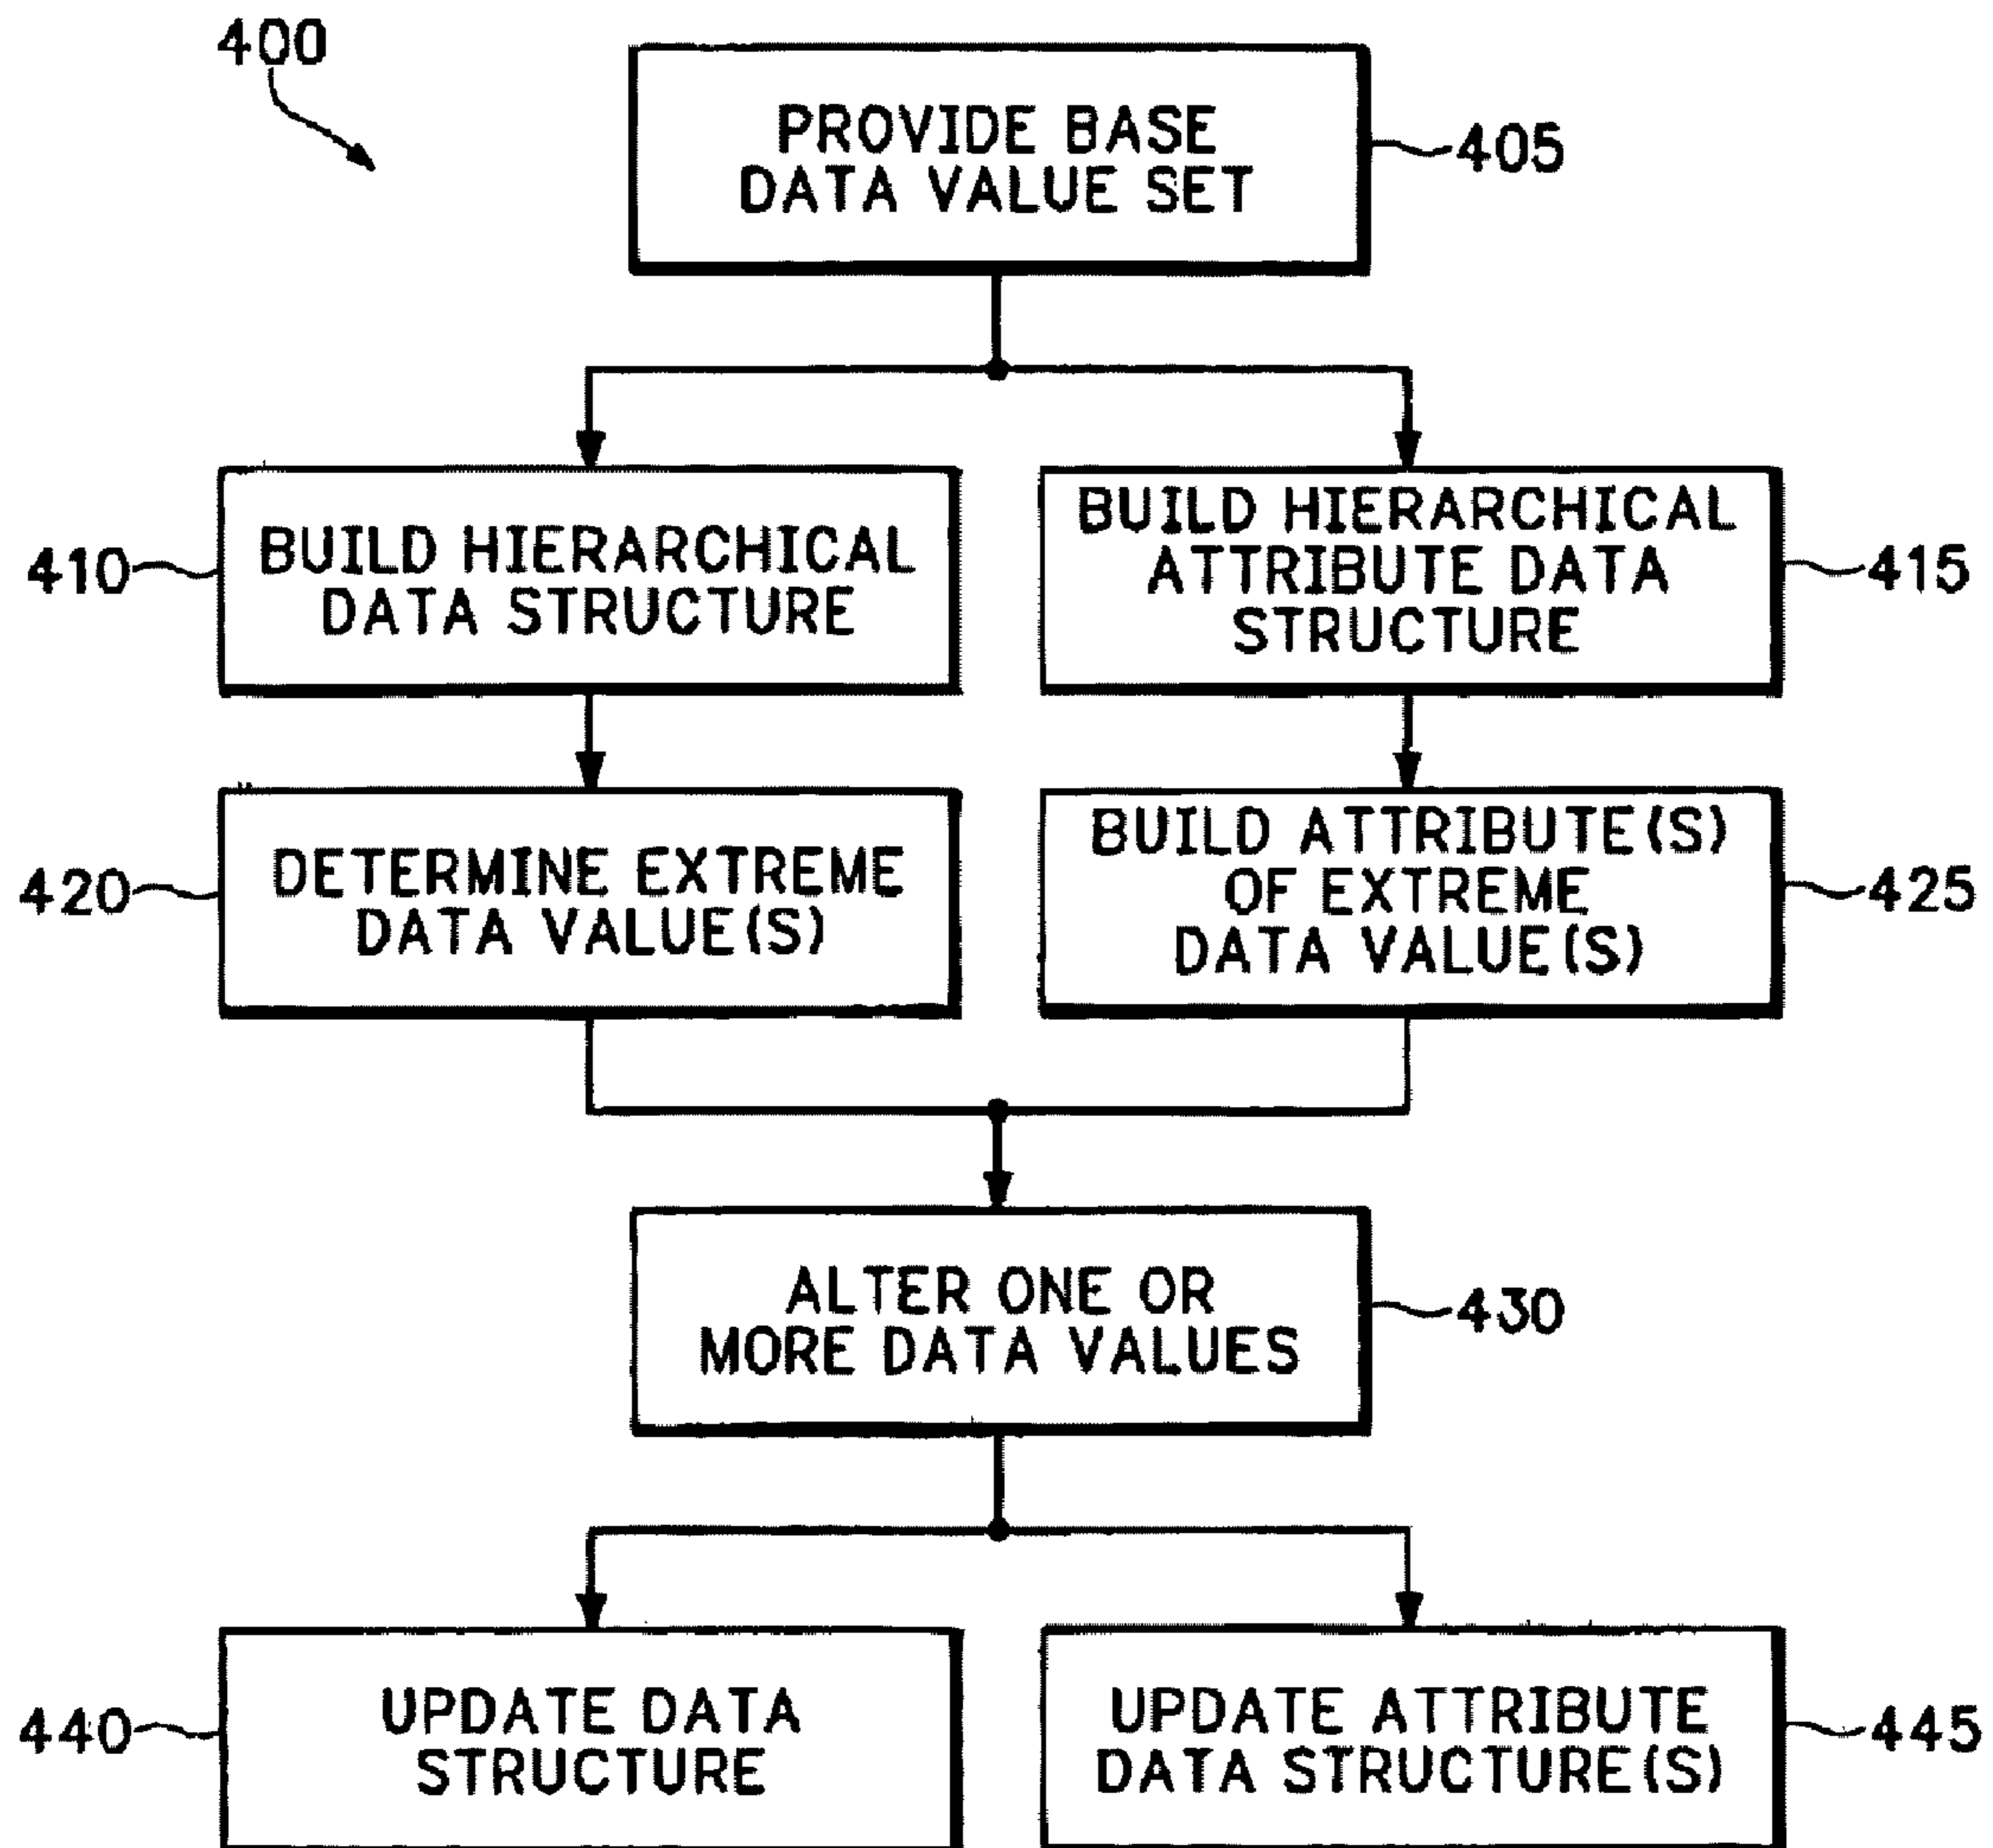 400
PROVIDE BASE
DATA VALUE SET
405
410
BUILD HIERARCHICAL
DATA STRUCTURE
BUILD HIERARCHICAL
ATTRIBUTE DATA
STRUCTURE
415
420
DETERMINE EXTREME
DATA VALUE(S)
BUILD ATTRIBUTE(S)
OF EXTREME
DATA VALUE(S)
425
ALTER ONE OR
MORE DATA VALUES
430
440
UPDATE DATA
STRUCTURE
UPDATE ATTRIBUTE
DATA STRUCTURE(S)
445